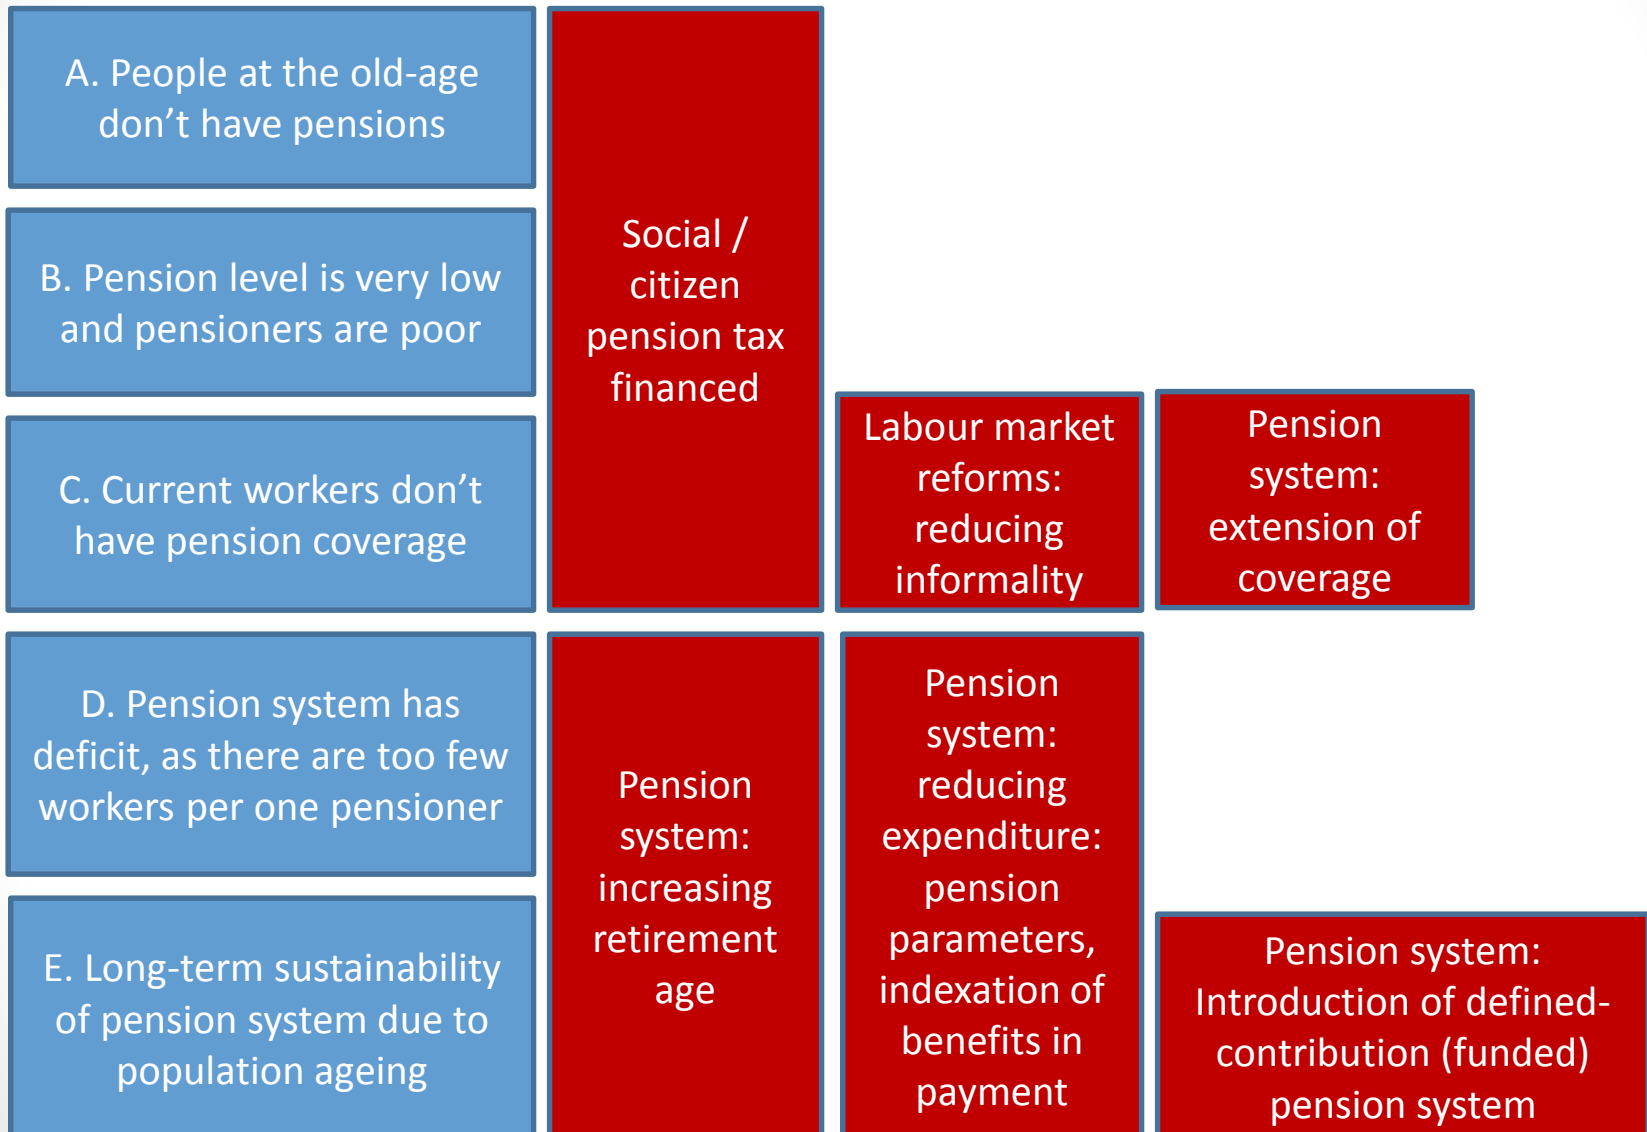 A. People at the old-age
don’t have pensions
B. Pension level is very low
and pensioners are poor
C. Current workers don’t
have pension coverage
D. Pension system has
deficit, as there are too few
workers per one pensioner
E. Long-term sustainability
of pension system due to
population ageing
Social /
citizen
pension tax
financed
Labour market
reforms:
reducing
informality
Pension
system:
extension of
coverage
Pension
system:
increasing
retirement
age
Pension
system:
reducing
expenditure:
pension
parameters,
indexation of
benefits in
payment
Pension system:
Introduction of defined-
contribution (funded)
pension system